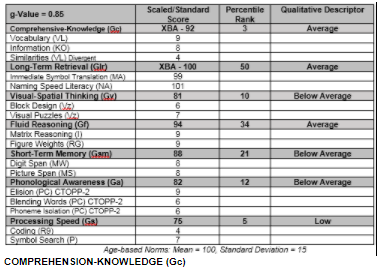 g-Value = 0.85 Scaled/Standard Score Percentile Rank Qualitative Descriptor
Comprehensive-Knowledge (Gc) XBA - 92 3 Average
Vocabulary (VL) 9
Information (KO) 8
Similarities (VL) Divergent 4
Long-Term Retrieval (Glr) XBA - 100 50 Average
Immediate Symbol Translation (MA) 99
Naming Speed Literacy (NA) 101
Visual-Spatial Thinking (Gv) 81 10 Below Average
Block Design (Vz) 6
Visual Puzzles (Vz) 7
Fluid Reasoning (Gf) 94 34 Average
Matrix Reasoning (I) 9
Figure Weights (RG) 9
Short-Term Memory (Gsm) 88 21 Below Average
Digit Span (MW) 8
Picture Span (MS) 8
Phonological Awareness (Ga) 82 12 Below Average
Elision (PC) CTOPP-2 9
Blending Words (PC) CTOPP-2 6
Phoneme Isolation (PC) CTOPP-2 6
Processing Speed (Gs) 75 5 Low
Coding (R9) 4
Symbol Search (P) 7
Age-based Norms: Mean = 100, Standard Deviation = 15
COMPREHENSION-KNOWLEDGE (Gc)